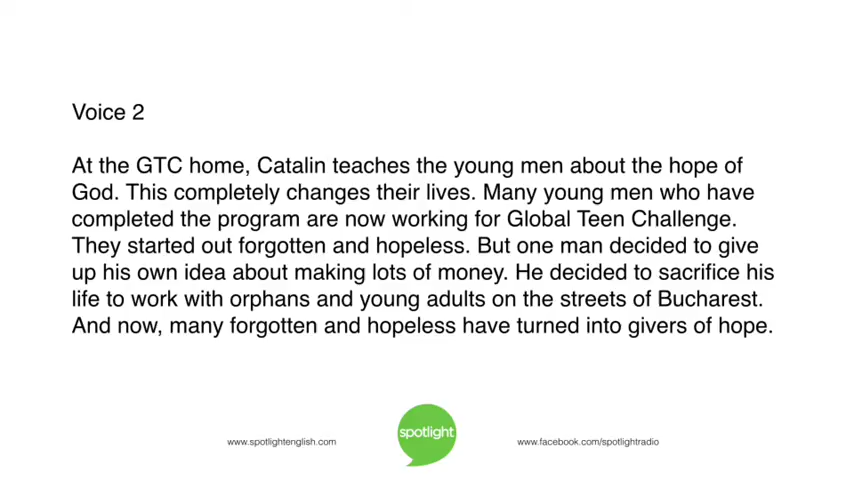 Voice 2
At the GTC home, Catalin teaches the young men about the hope of
God. This completely changes their lives. Many young men who have
completed the program are now working for Global Teen Challenge.
They started out forgotten and hopeless. But one man decided to give
up his own idea about making lots of money. He decided to sacrifice his
life to work with orphans and young adults on the streets of Bucharest.
And now, many forgotten and hopeless have turned into givers of hope.
www.spotlightenglish.com
spotlight
www.facebook.com/spotlightradio